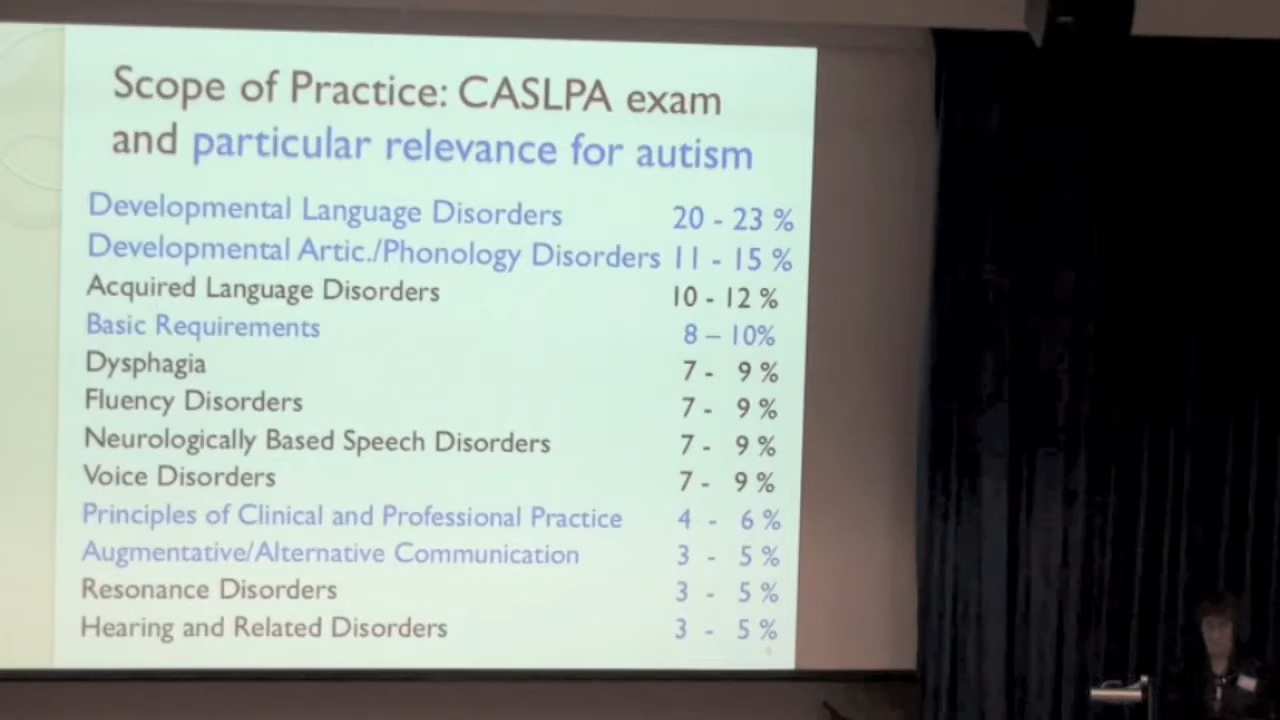 Scope of Practice: CASLPA exam
and particular relevance for autism
Developmental Language Disorders 20 - 23 %
Developmental Artic./Phonology Disorders 11 - 15 %
Acquired Language Disorders 10 - 12 %
Basic Requirements 8 – 10%
Dysphagia 7 - 9 %
Fluency Disorders 7 - 9 %
Neurologically Based Speech Disorders 7 - 9 %
Voice Disorders 7 - 9 %
Principles of Clinical and Professional Practice 4 - 6 %
Augmentative/Alternative Communication 3 - 5 %
Resonance Disorders 3 - 5 %
Hearing and Related Disorders 3 - 5 %